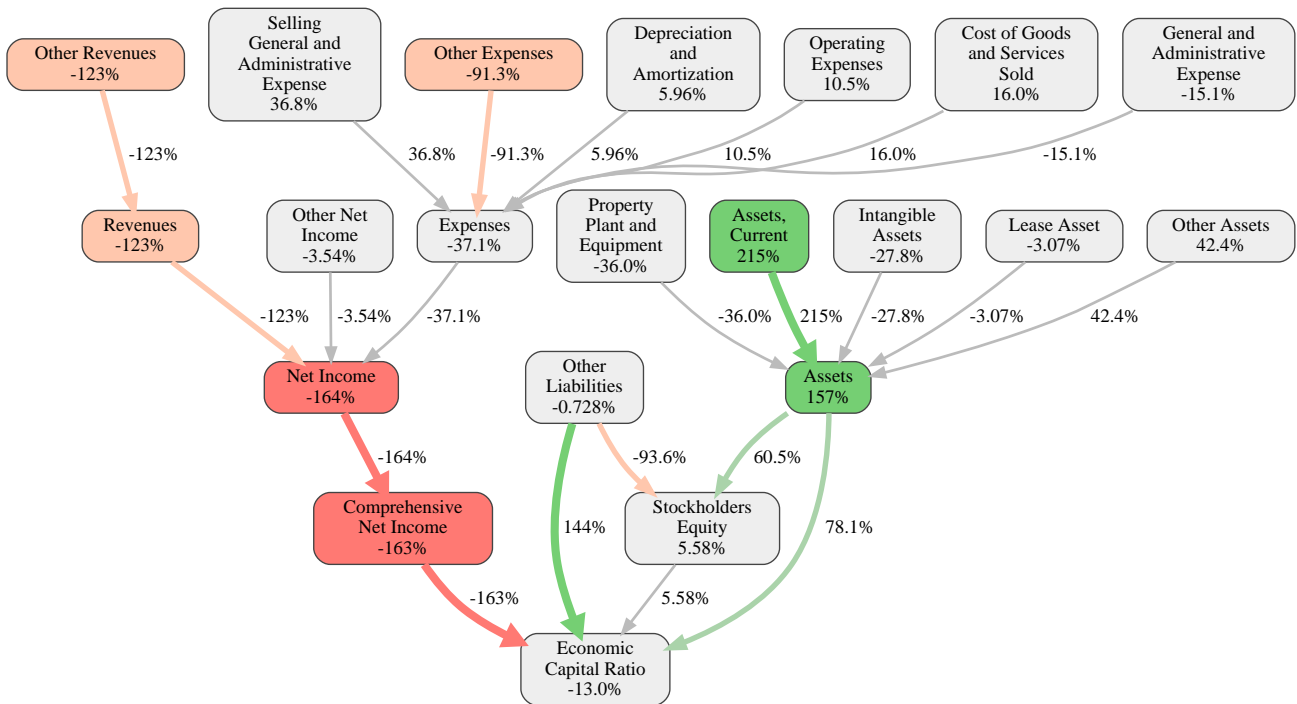 Other Revenues
-123%
Selling
General and
Administrative
Expense
36.8%
Other Expenses
-91.3%
Depreciation
and
Amortization
5.96%
Operating
Expenses
10.5%
Cost of Goods
and Services
Sold
16.0%
General and
Administrative
Expense
-15.1%
-123%
36.8%
-91.3%
5.96%
10.5%
16.0%
-15.1%
Revenues
-123%
Other Net
Income
-3.54%
Expenses
-37.1%
Property
Plant and
Equipment
-36.0%
Assets,
Current
215%
Intangible
Assets
-27.8%
Lease Asset
-3.07%
Other Assets
42.4%
-123%
-3.54%
-37.1%
-36.0%
215%
-27.8%
-3.07%
42.4%
Net Income
-164%
Other
Liabilities
-0.728%
Assets
157%
-164%
-93.6%
60.5%
Comprehensive
Net Income
-163%
144%
Stockholders
Equity
5.58%
78.1%
-163%
5.58%
Economic
Capital Ratio
-13.0%